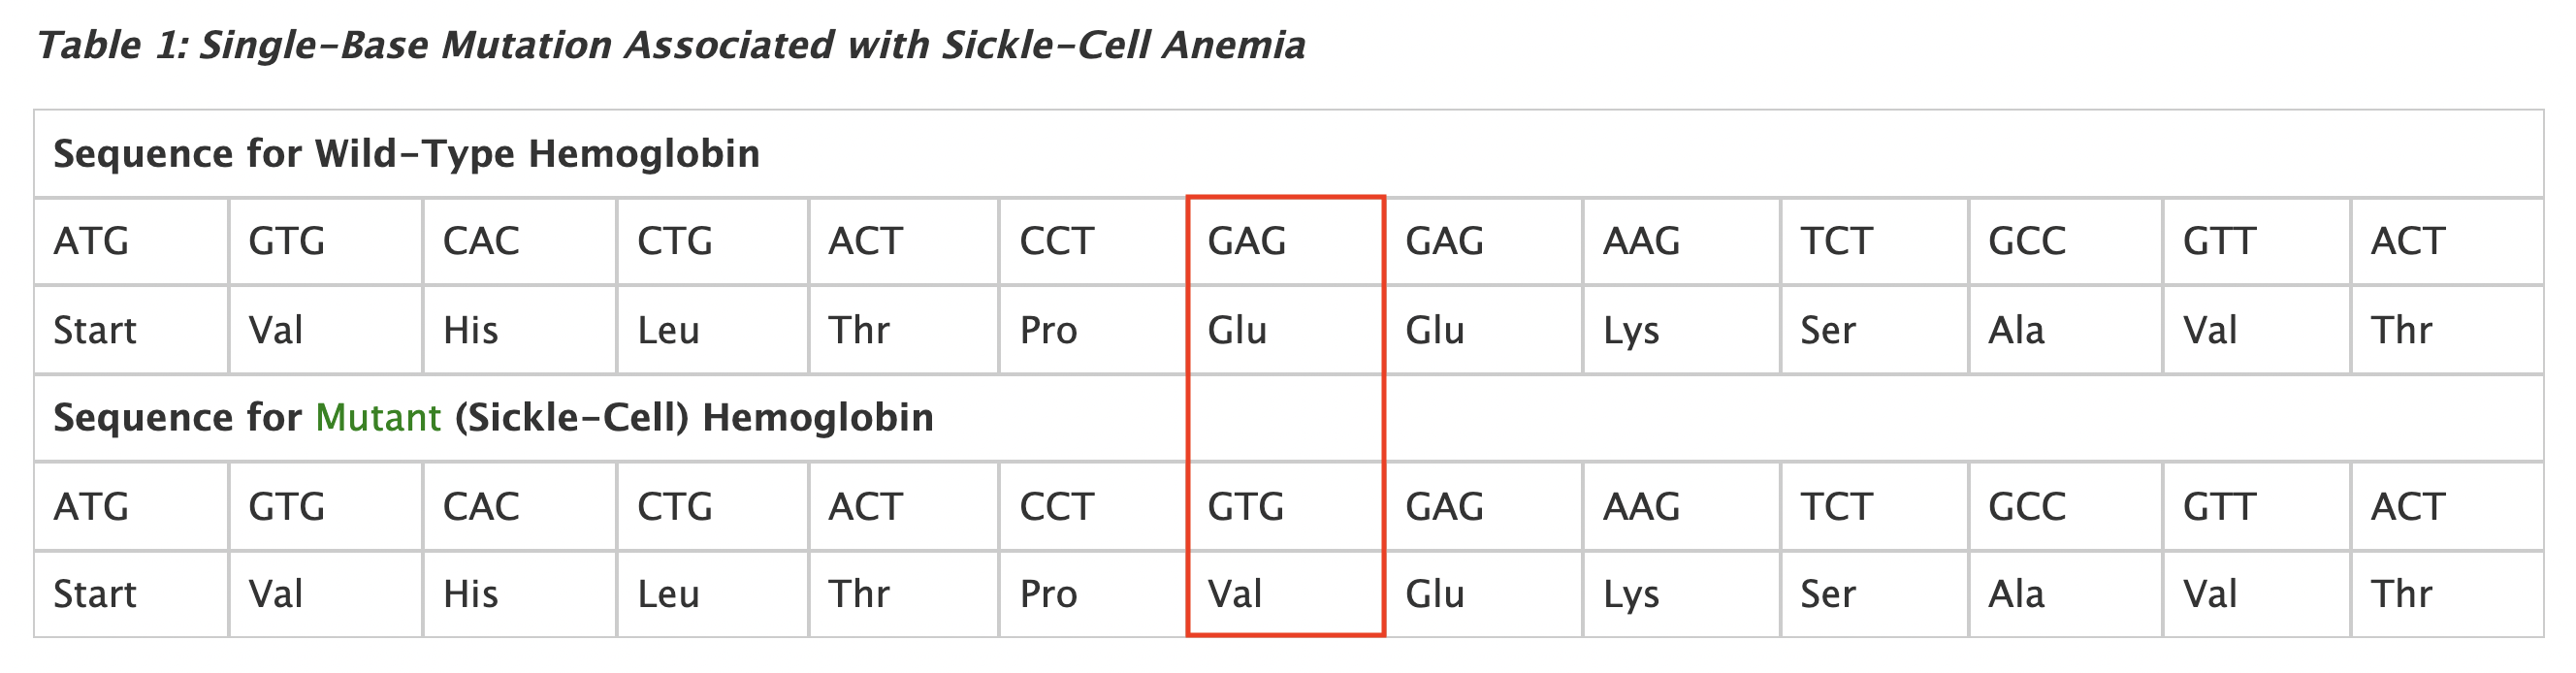 Table 1: Single-Base Mutation Associated with Sickle-Cell Anemia
Sequence for Wild-Type Hemoglobin
ATG GTG CAC CTG ACT CCT GAG GAG AAG TCT GCC GTT ACT
Start Val His Leu Thr Pro Glu Glu Lys Ser Ala Val Thr
Sequence for Mutant (Sickle-Cell) Hemoglobin
ATG GTG CAC CTG ACT CCT GTG GAG AAG TCT GCC GTT ACT
Start Val His Leu Thr Pro Val Glu Lys Ser Ala Val Thr